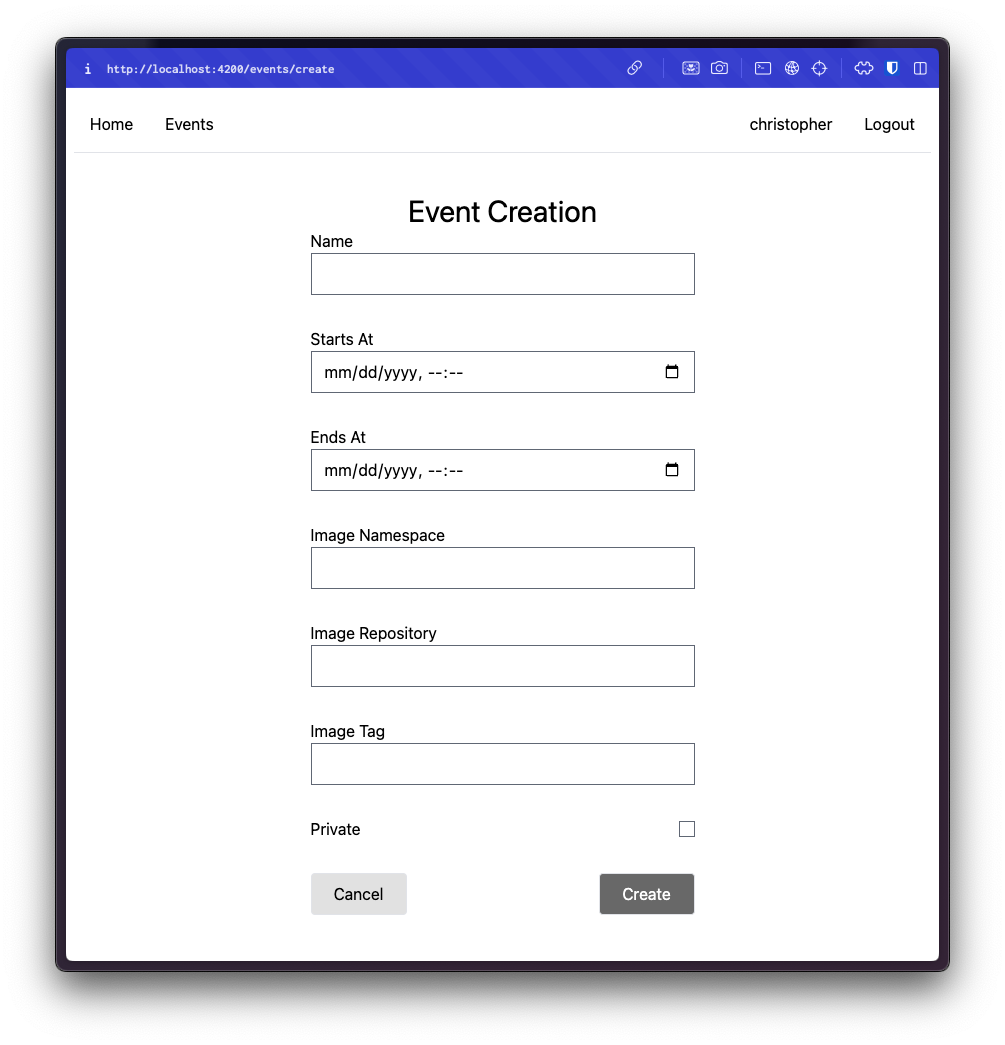 http://localhost:4200/events/create
Home Events christopher Logout
Event Creation
Name
Starts At
mm/dd/yyyy, --:--
Ends At
mm/dd/yyyy, --:--
Image Namespace
Image Repository
Image Tag
Private
Cancel Create